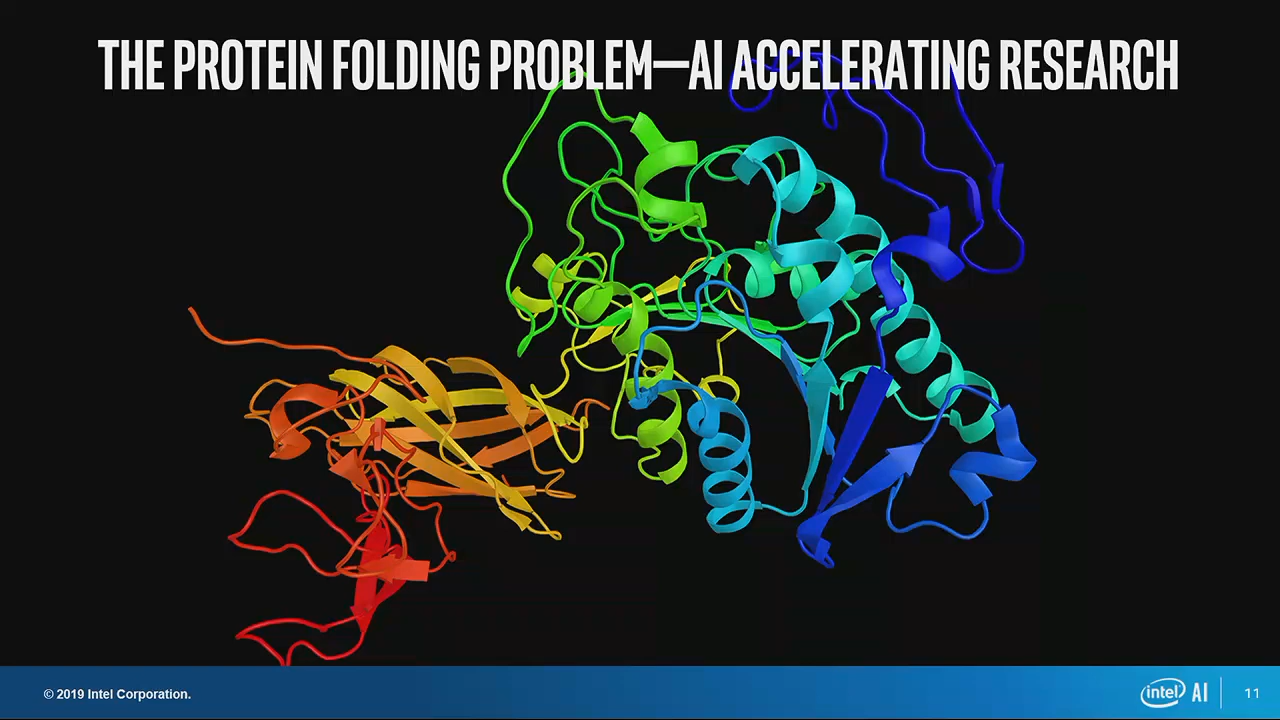 THE PROTEIN FOLDING PROBLEM—AI ACCELERATING RESEARCH
© 2019 Intel Corporation.
intel AI
11